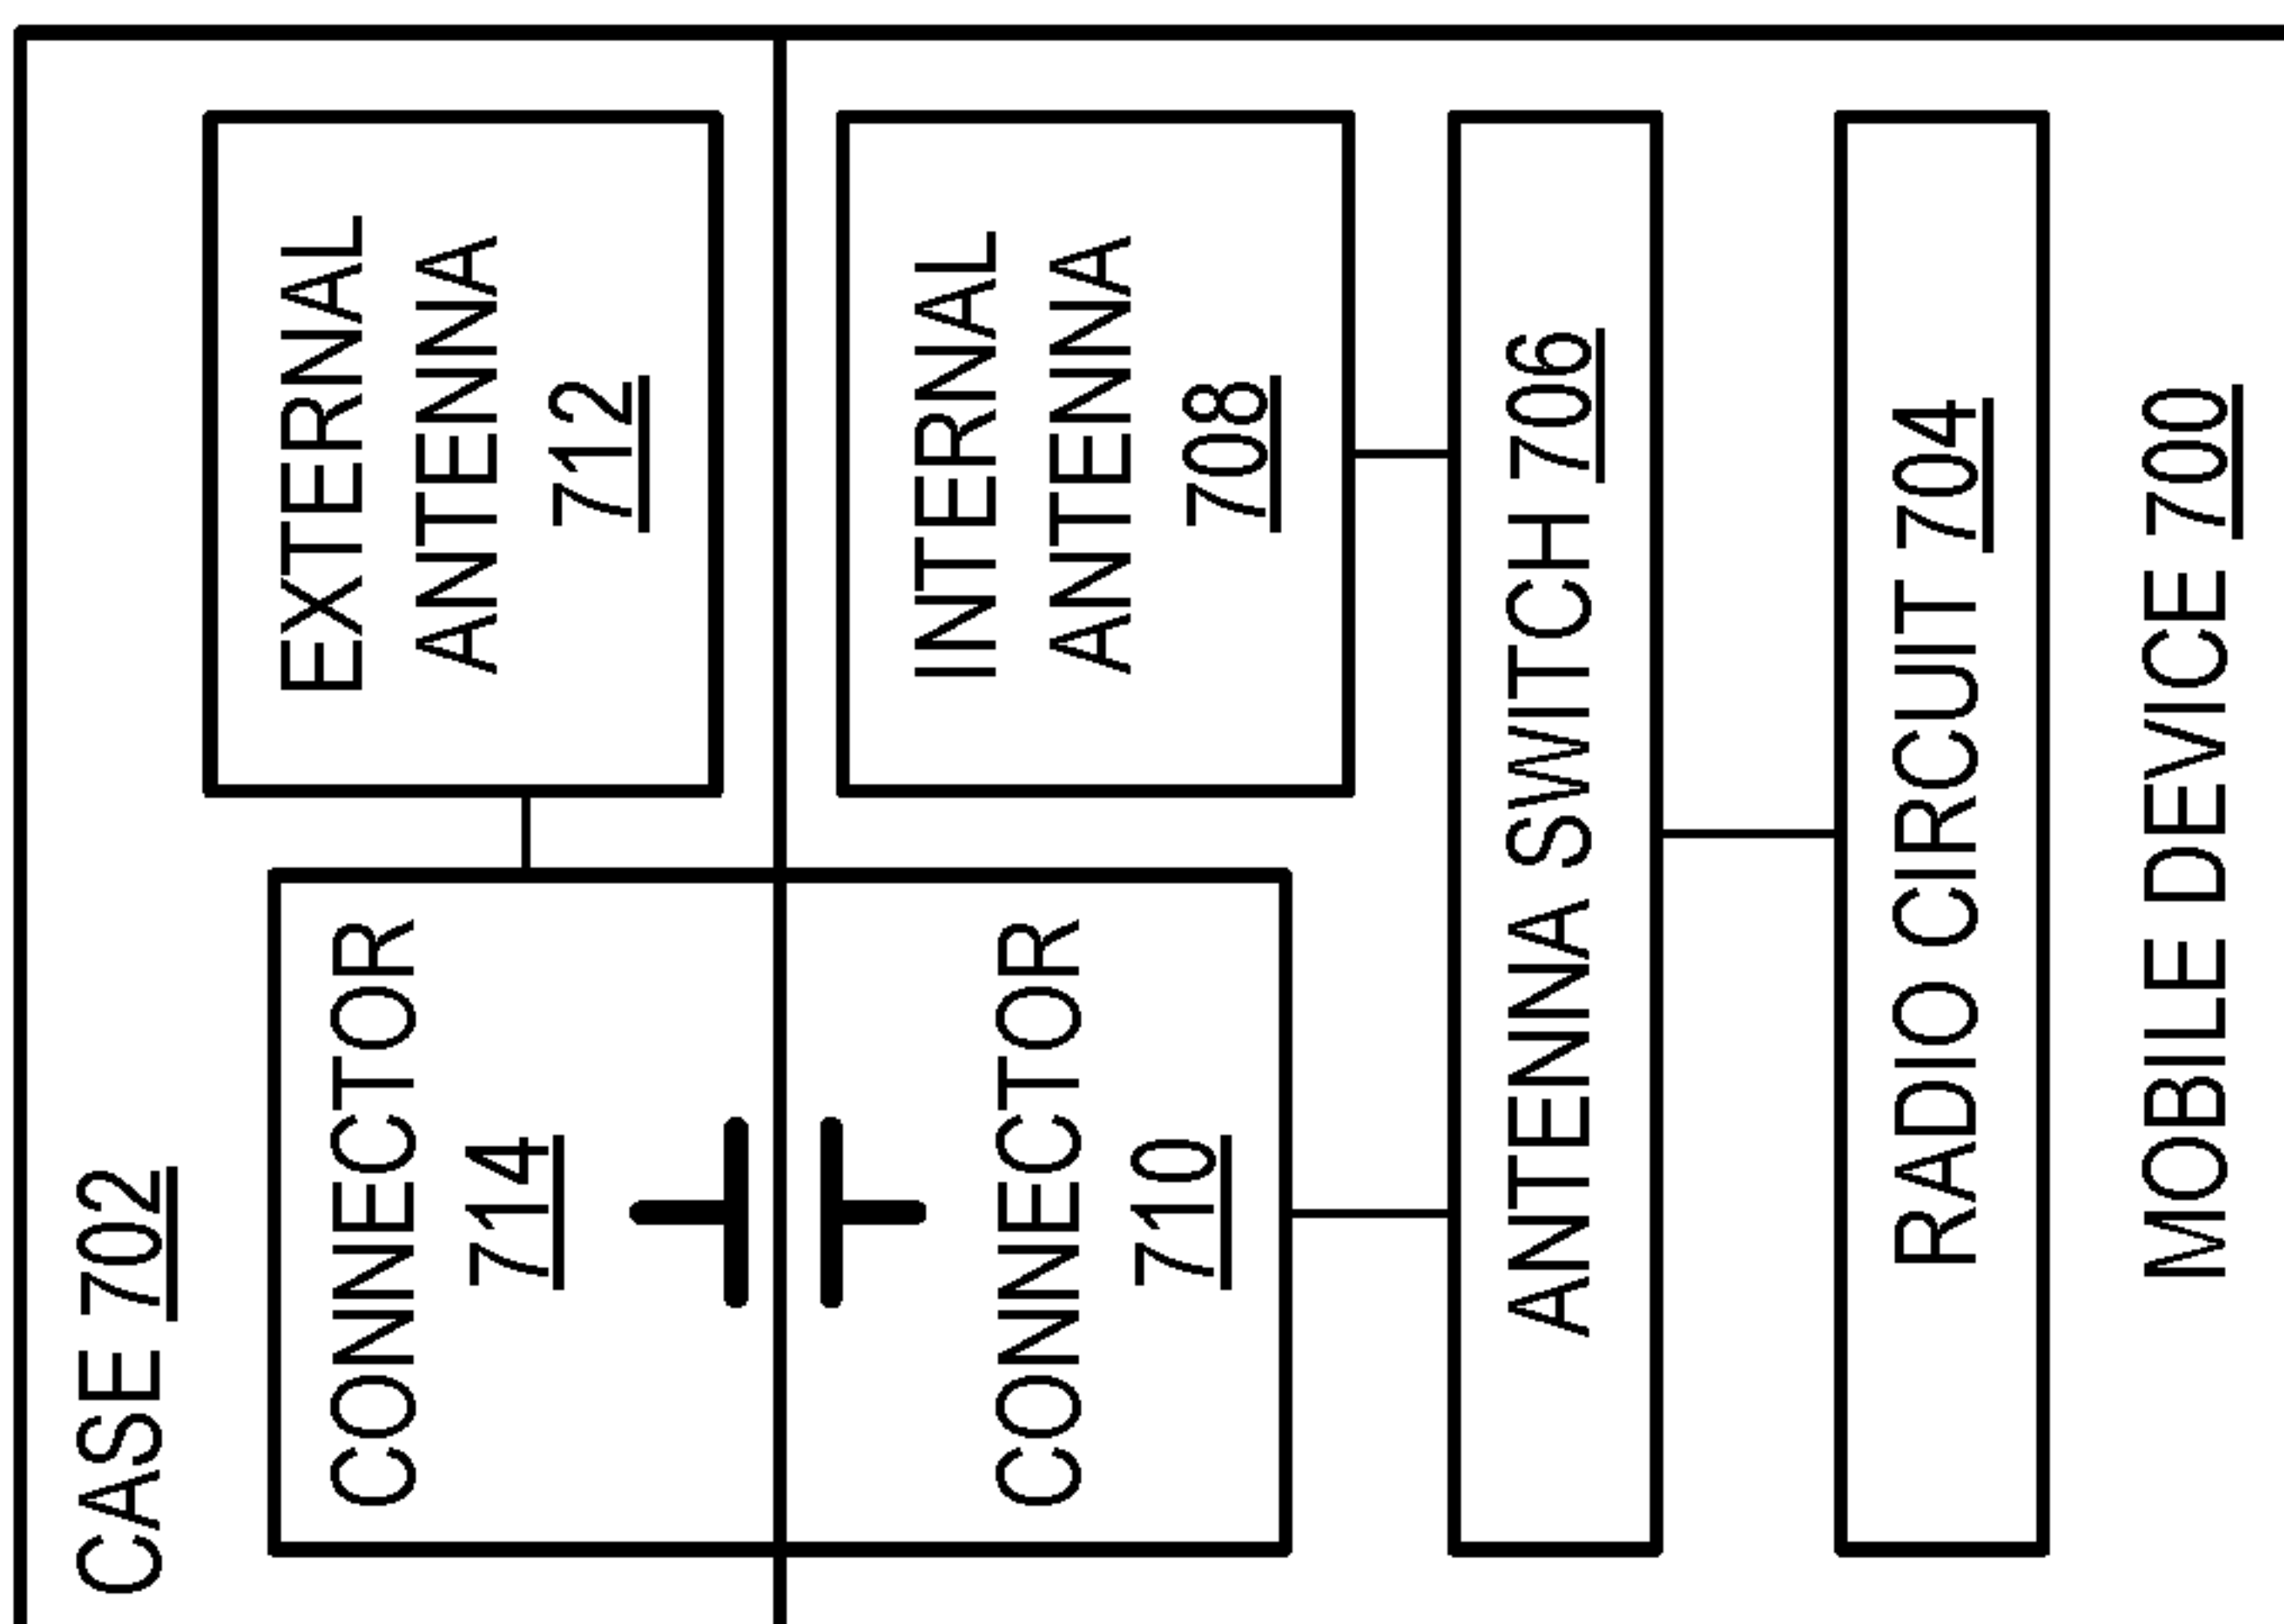 CASE 702
CONNECTOR
714
EXTERNAL
ANTENNA
712
CONNECTOR
710
INTERNAL
ANTENNA
708
ANTENNA SWITCH 706
RADIO CIRCUIT 704
MOBILE DEVICE 700